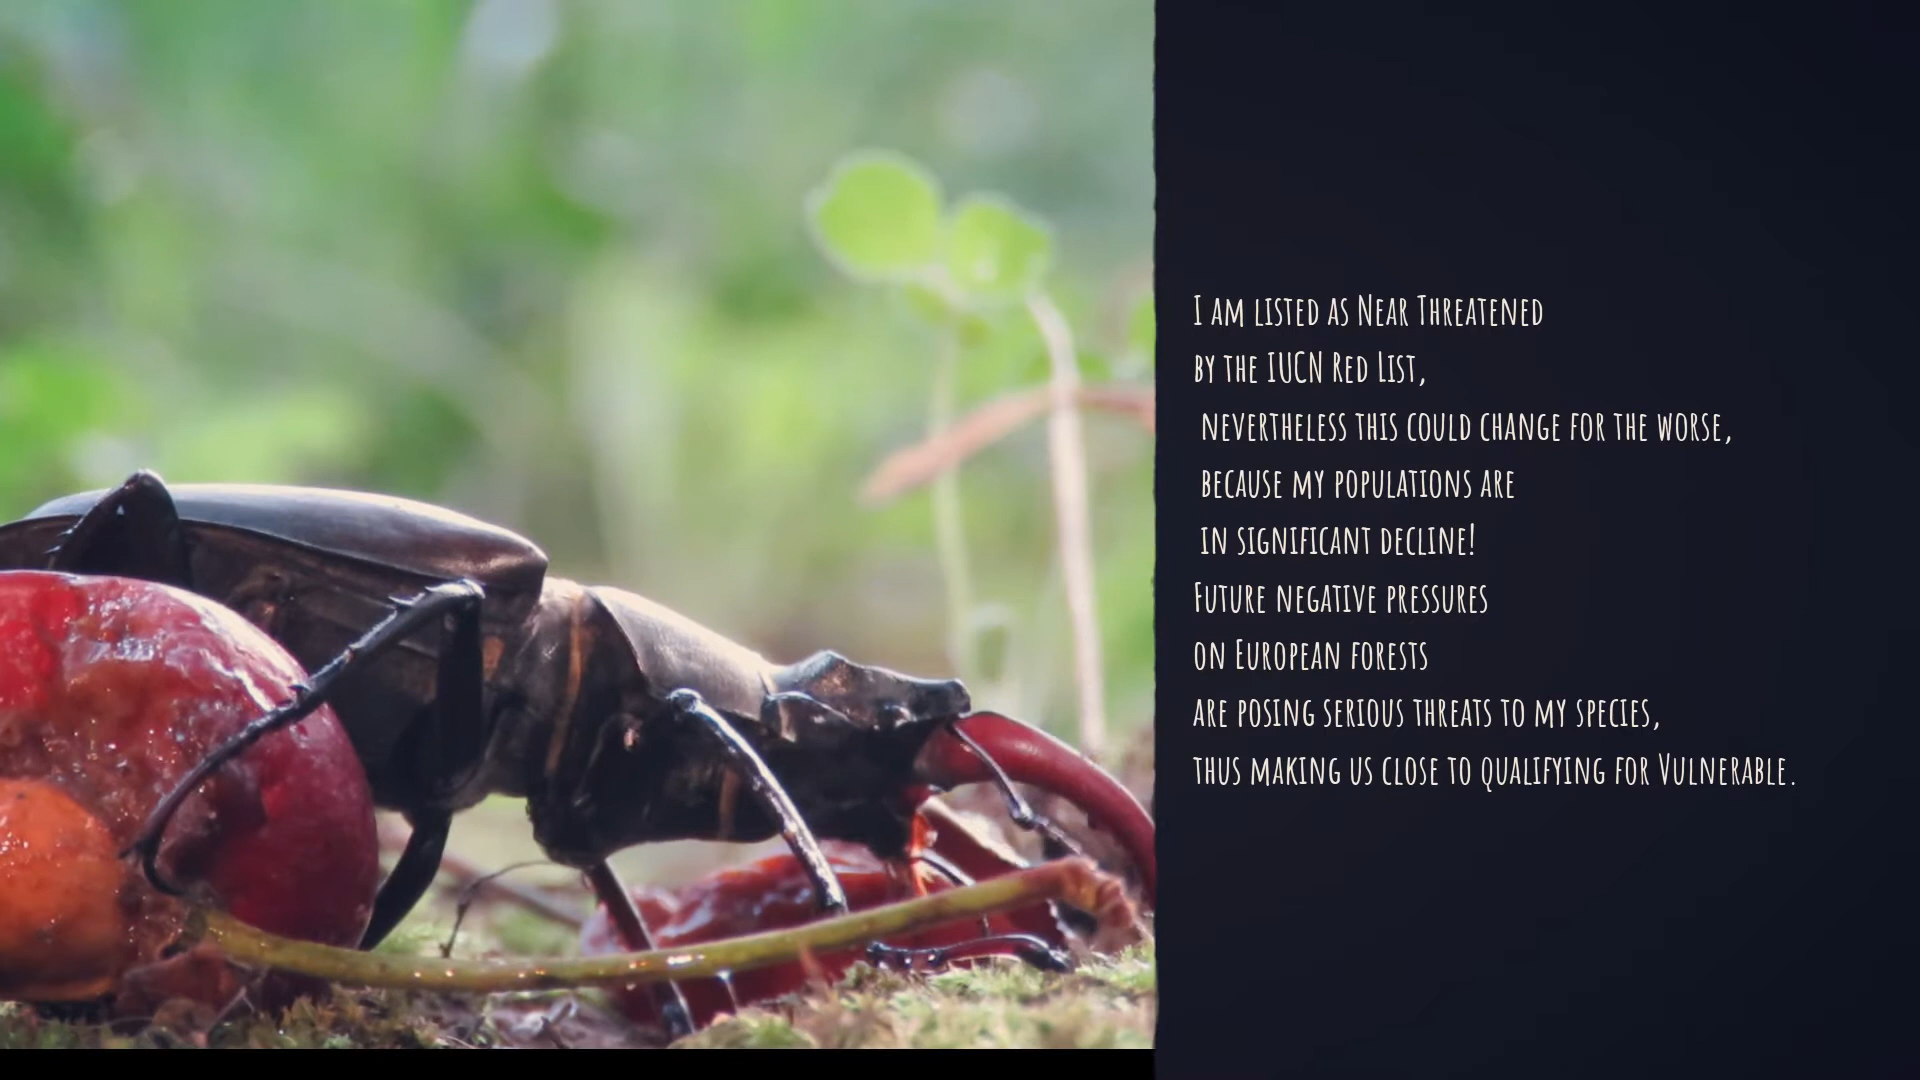 I am listed as Near Threatened
by the IUCN Red List,
nevertheless this could change for the worse,
because my populations are
in significant decline!
Future negative pressures
on European forests
are posing serious threats to my species,
thus making us close to qualifying for Vulnerable.